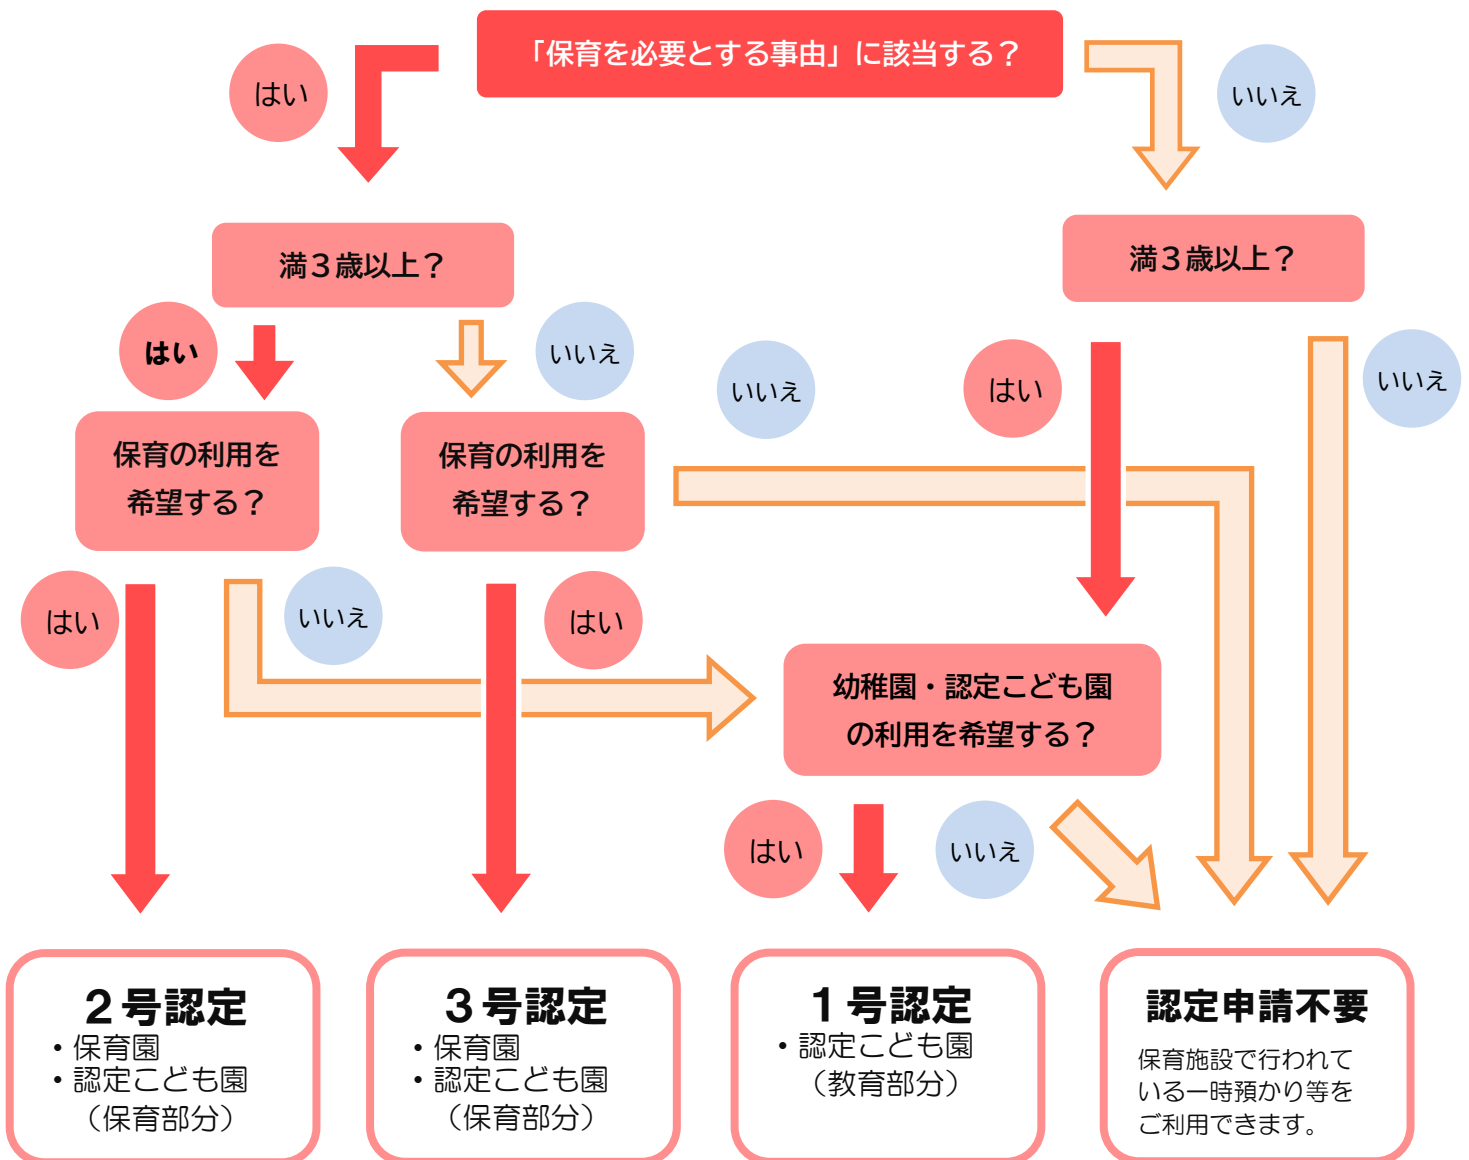 「保育を必要とする事由」に該当する？
はい
いいえ
満３歳以上？
満３歳以上？
はい
いいえ
いいえ
はい
いいえ
保育の利用を
希望する？
保育の利用を
希望する？
はい
いいえ
はい
幼稚園・認定こども園
の利用を希望する？
はい
いいえ
２号認定
・保育園
・認定こども園
（保育部分）
３号認定
・保育園
・認定こども園
（保育部分）
１号認定
・認定こども園
（教育部分）
認定申請不要
保育施設で行われて
いる一時預かり等を
ご利用できます。